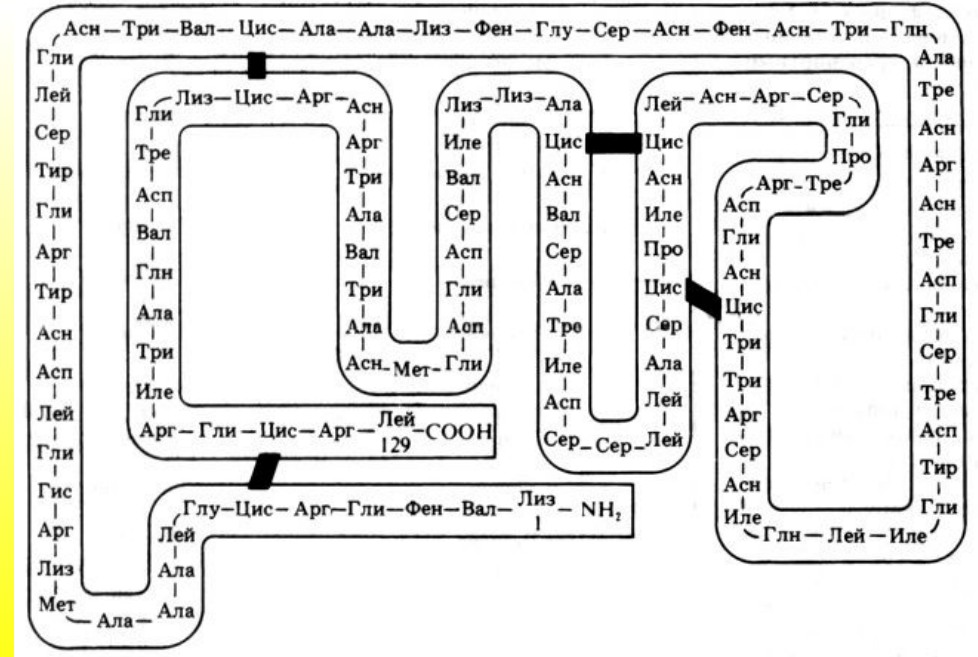 Асн–Три–Вал–Цис–Ала–Ала–Лиз–Фен–Глу–Сер–Асн–Фен–Асн–Три–Глн
Гли Ала
Лей Лиз–Цис–Арг Лиз–Лиз–Ала Лей–Асн–Арг–Сер Тре
Гли Асн Гли
Сер Арг Иле Цис Цис Асн
Тре Про
Тир Три Вал Асн Асн Арг–Тре Арг
Гли Асп Ала Сер Вал Иле Асп Асн
Арг Вал Вал Асп Сер Про Гли Тре
Тир Глн Три Гли Ала Цис Асн Асп
Асн Ала Ала Асп Тре Сер Цис Гли
Асп Три Асн–Мет–Гли Иле Ала Три Сер
Лей Иле Асп Лей Три Тре
Арг–Гли–Цис–Арг–Лей–COOH Сер–Сер–Лей Арг Асп
129
Гли Сер Тир
Гис Асн Гли
Глу–Цис–Арг–Гли–Фен–Вал–Лиз–NH₂ Иле
1
Арг Лей Глн–Лей–Иле
Лиз Ала
Мет–Ала–Ала